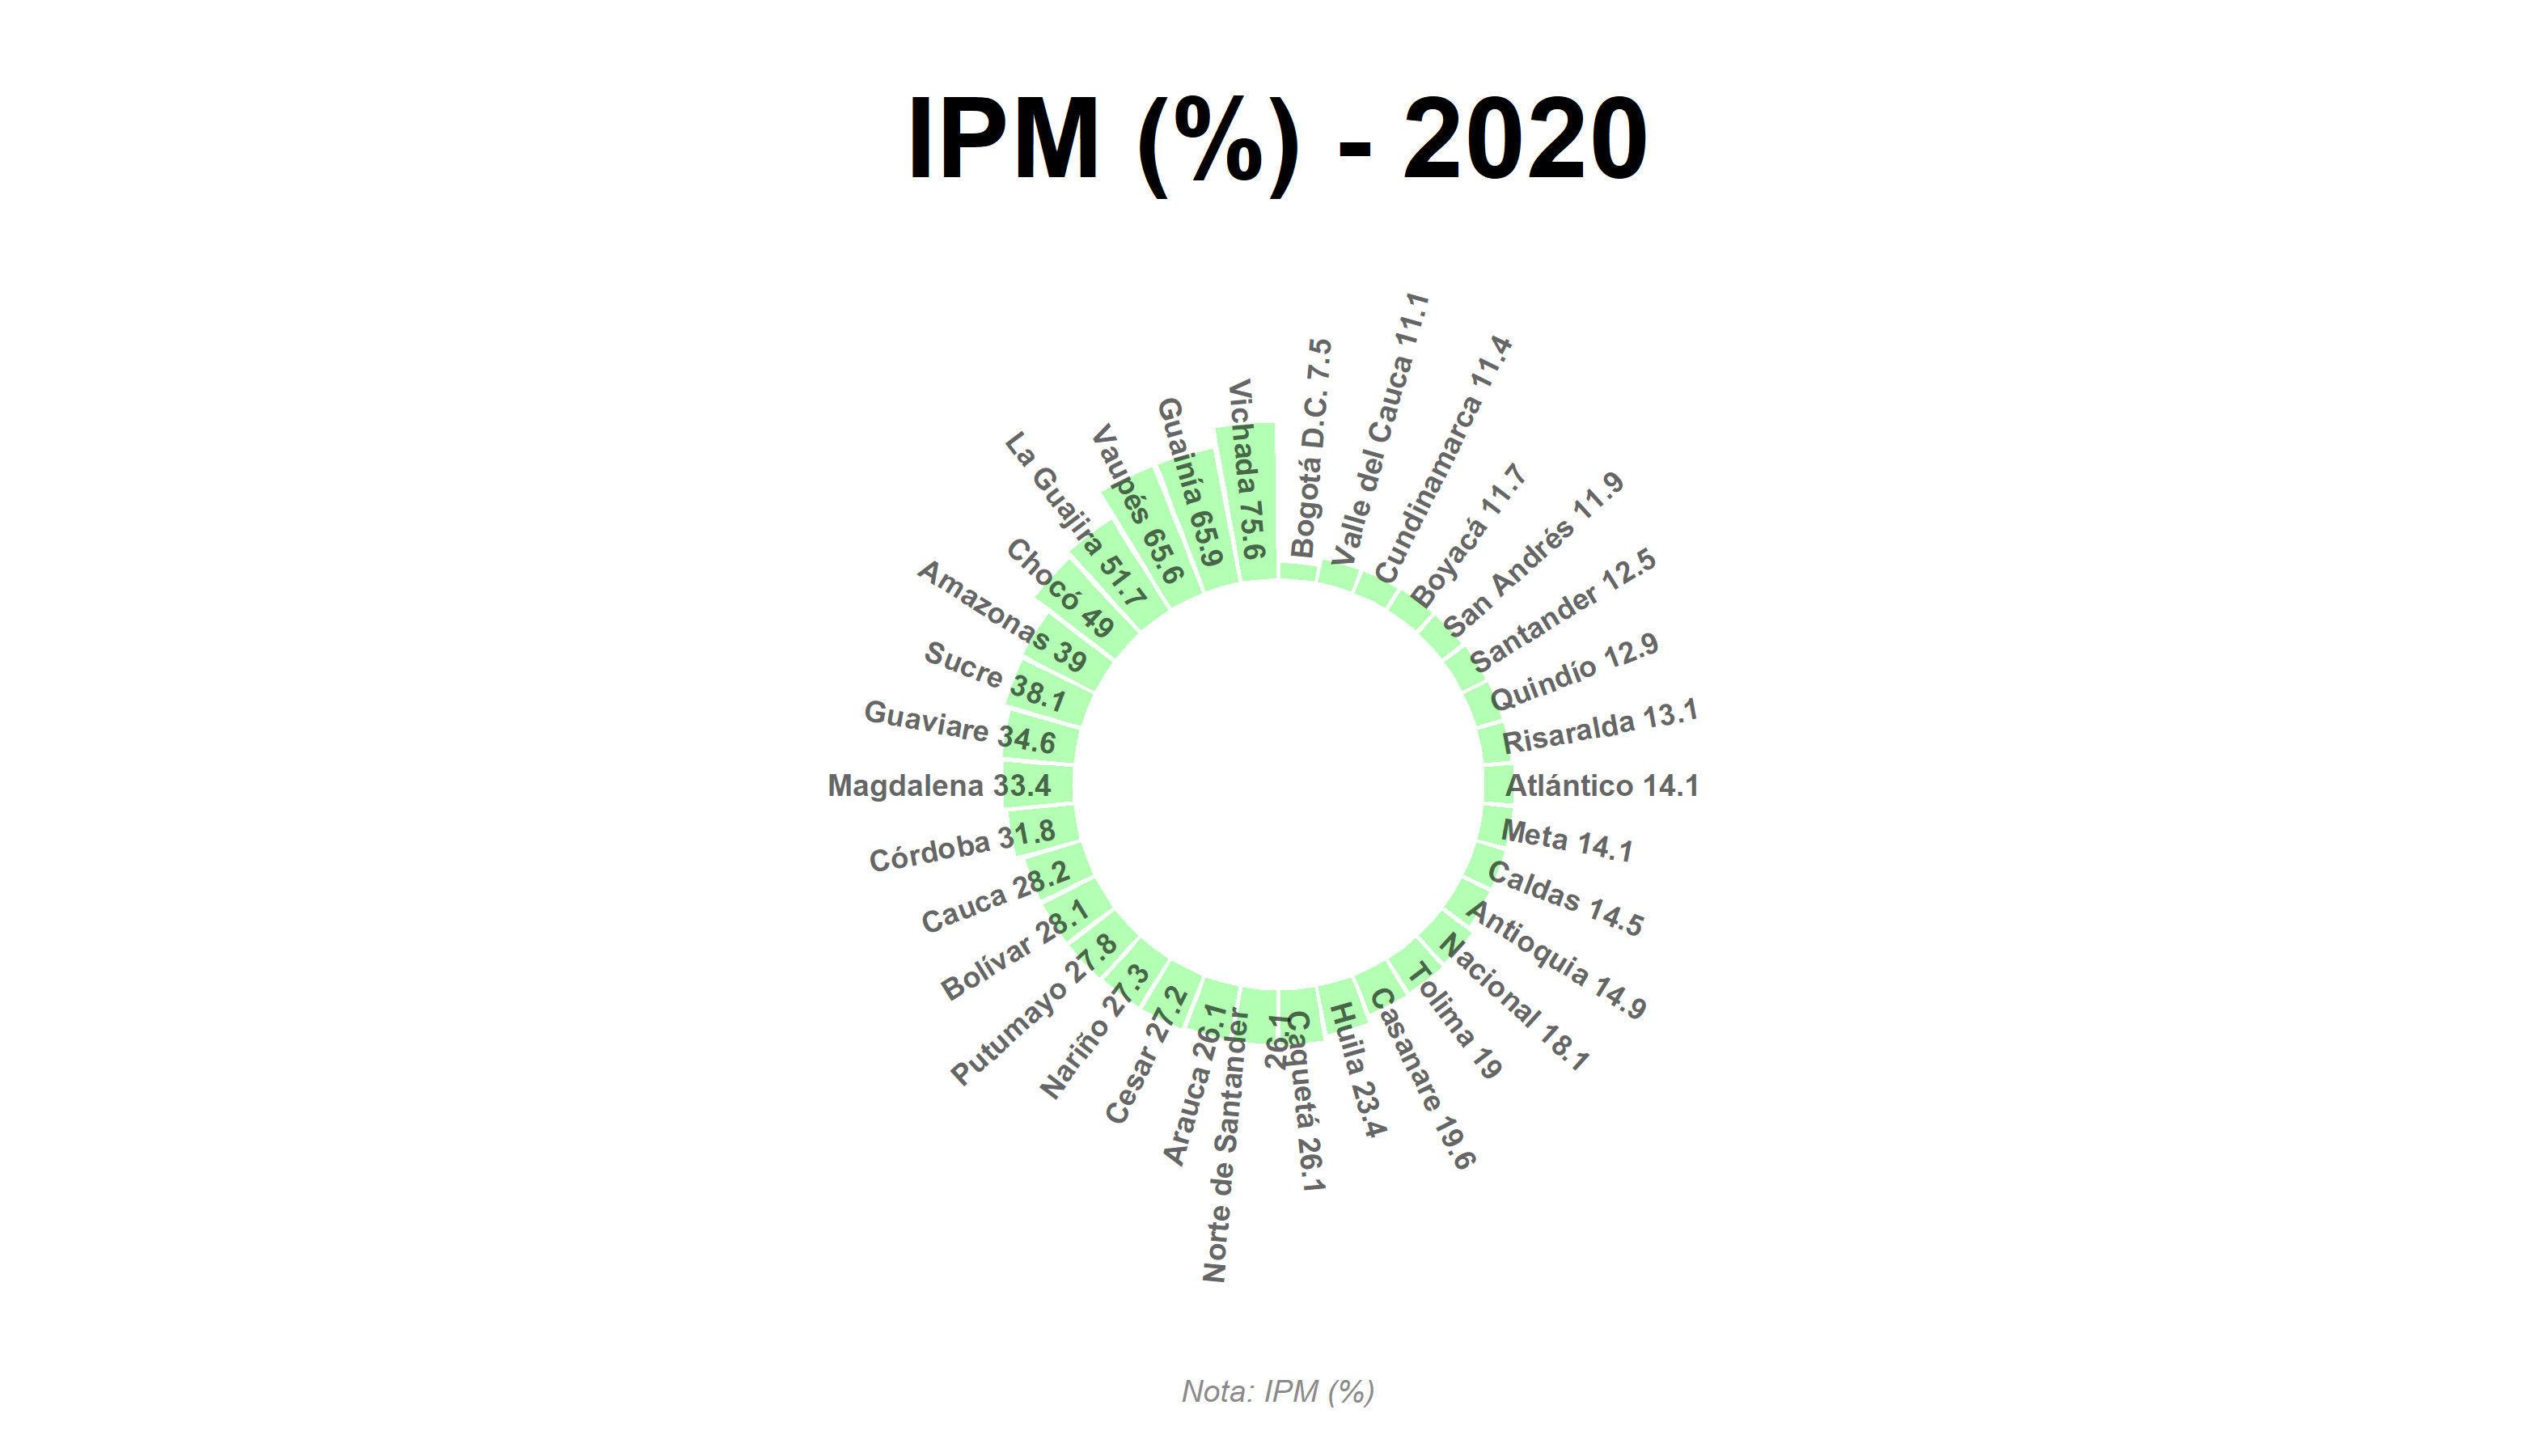 IPM (%) - 2020
Bogotá D.C. 7.5
Valle del Cauca 11.1
Cundinamarca 11.4
Boyacá 11.7
San Andrés 11.9
Santander 12.5
Quindío 12.9
Risaralda 13.1
Atlántico 14.1
Meta 14.1
Caldas 14.5
Antioquia 14.9
Nacional 18.1
Tolima 19
Casanare 19.6
Huila 23.4
Caquetá 26.1
Norte de Santander
26.1
Arauca 26.1
Cesar 27.2
Nariño 27.3
Putumayo 27.8
Bolívar 28.1
Cauca 28.2
Córdoba 31.8
Magdalena 33.4
Guaviare 34.6
Sucre 38.1
Amazonas 39
Chocó 49
La Guajira 51.7
Vaupés 65.6
Guainía 65.9
Vichada 75.6
Nota: IPM (%)